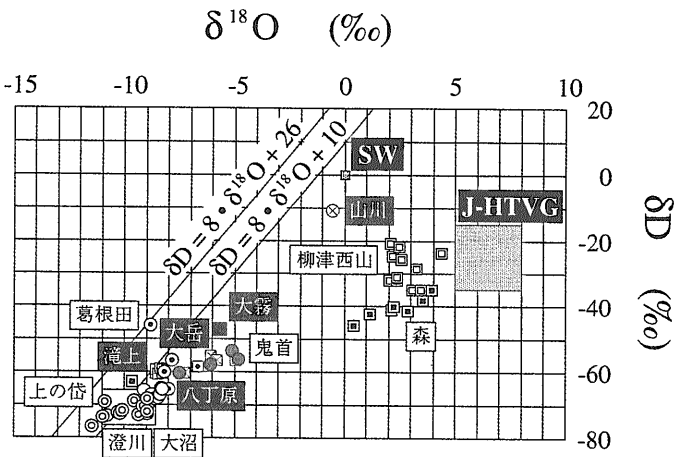 δ¹⁸O (‰)
-15 -10 -5 0 5 10
20
0
-20
-40
-60
-80
δD (‰)
δD = 8・δ¹⁸O + 26
δD = 8・δ¹⁸O + 10
SW
山川
J-HTVG
柳津西山
葛根田
大岳
大霧
森
滝上
鬼首
上の岱
八丁原
澄川
大沼